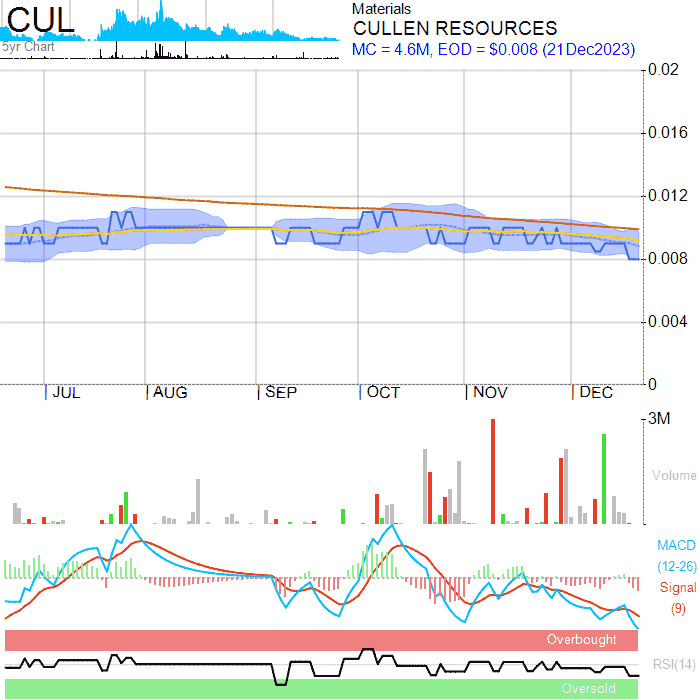 CUL
5yr Chart
Materials
CULLEN RESOURCES
MC = 4.6M, EOD = $0.008 (21Dec2023)
0.02
0.016
0.012
0.008
0.004
0
JUL AUG SEP OCT NOV DEC
3M
Volume
MACD
(12-26)
Signal
(9)
Overbought
RSI(14)
Oversold